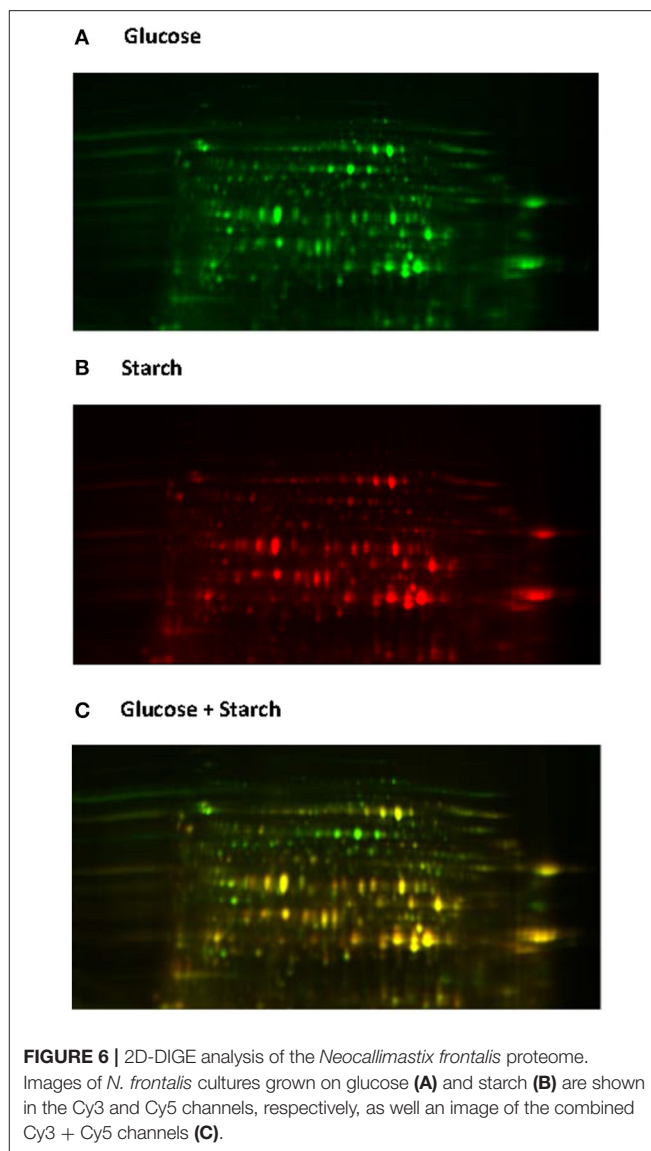 A Glucose
B Starch
C Glucose + Starch
FIGURE 6 | 2D-DIGE analysis of the Neocallimastix frontalis proteome.
Images of N. frontalis cultures grown on glucose (A) and starch (B) are shown
in the Cy3 and Cy5 channels, respectively, as well an image of the combined
Cy3 + Cy5 channels (C).